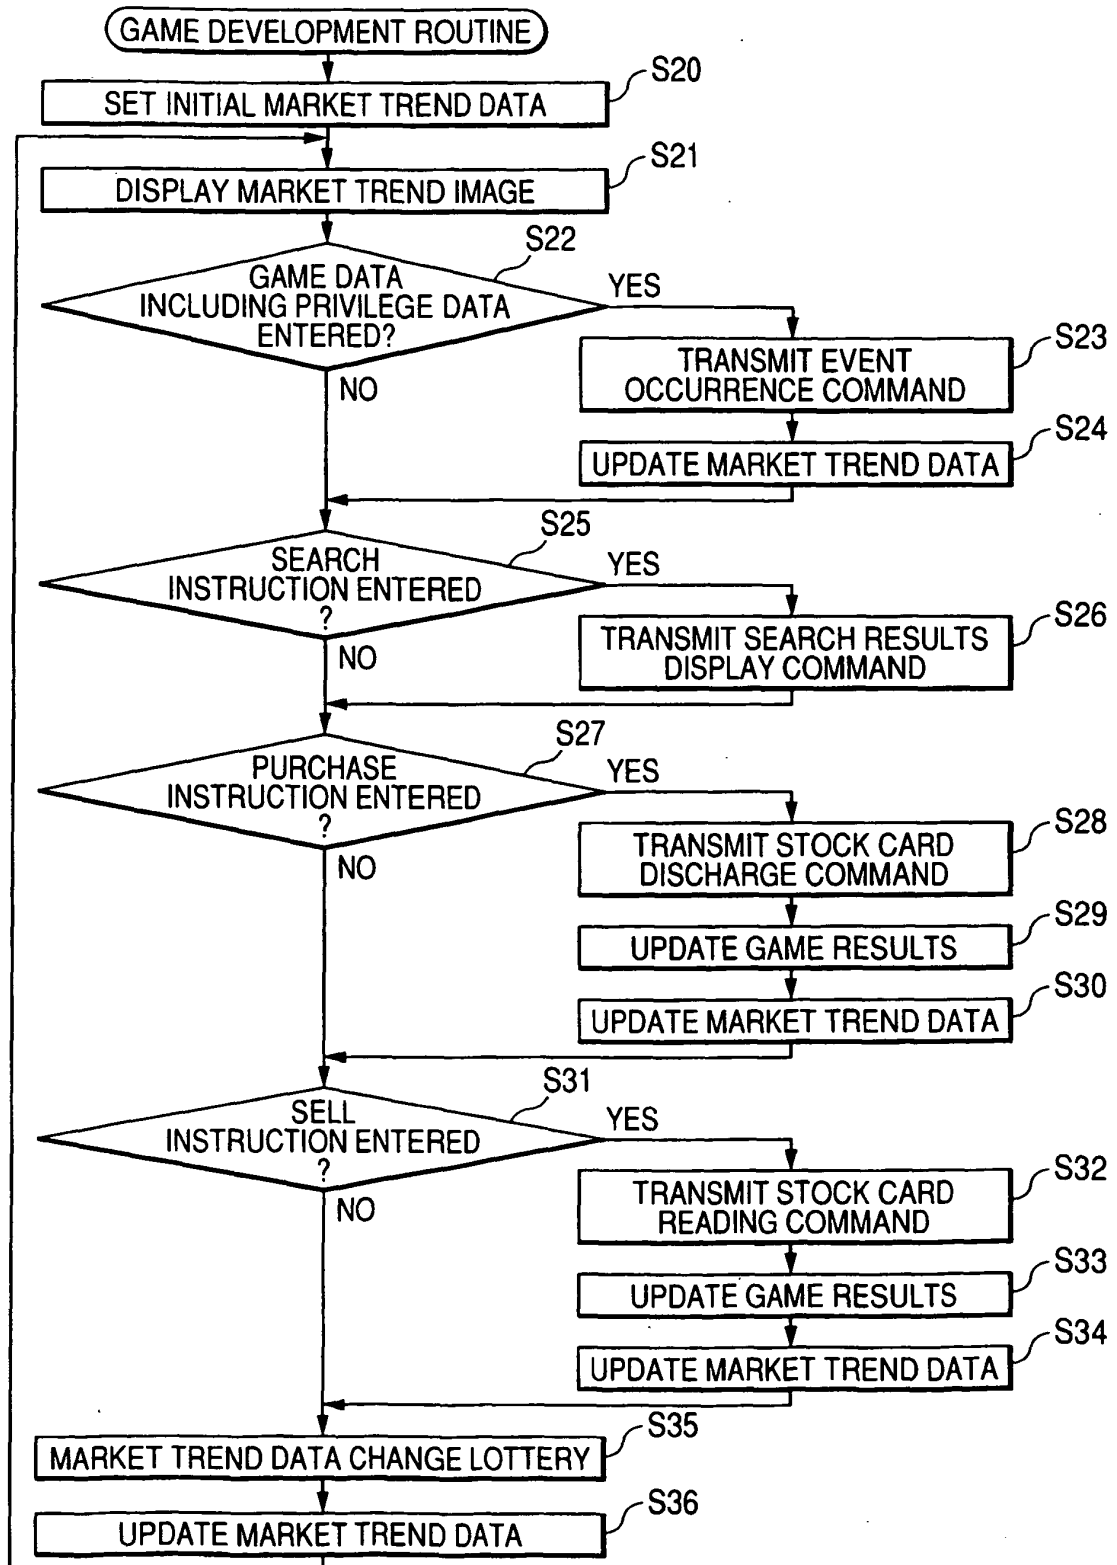 GAME DEVELOPMENT ROUTINE
S20
SET INITIAL MARKET TREND DATA
S21
DISPLAY MARKET TREND IMAGE
S22
GAME DATA
INCLUDING PRIVILEGE DATA
ENTERED?
YES
NO
S23
TRANSMIT EVENT
OCCURRENCE COMMAND
S24
UPDATE MARKET TREND DATA
S25
SEARCH
INSTRUCTION ENTERED
?
YES
NO
S26
TRANSMIT SEARCH RESULTS
DISPLAY COMMAND
S27
PURCHASE
INSTRUCTION ENTERED
?
YES
NO
S28
TRANSMIT STOCK CARD
DISCHARGE COMMAND
S29
UPDATE GAME RESULTS
S30
UPDATE MARKET TREND DATA
S31
SELL
INSTRUCTION ENTERED
?
YES
NO
S32
TRANSMIT STOCK CARD
READING COMMAND
S33
UPDATE GAME RESULTS
S34
UPDATE MARKET TREND DATA
S35
MARKET TREND DATA CHANGE LOTTERY
S36
UPDATE MARKET TREND DATA